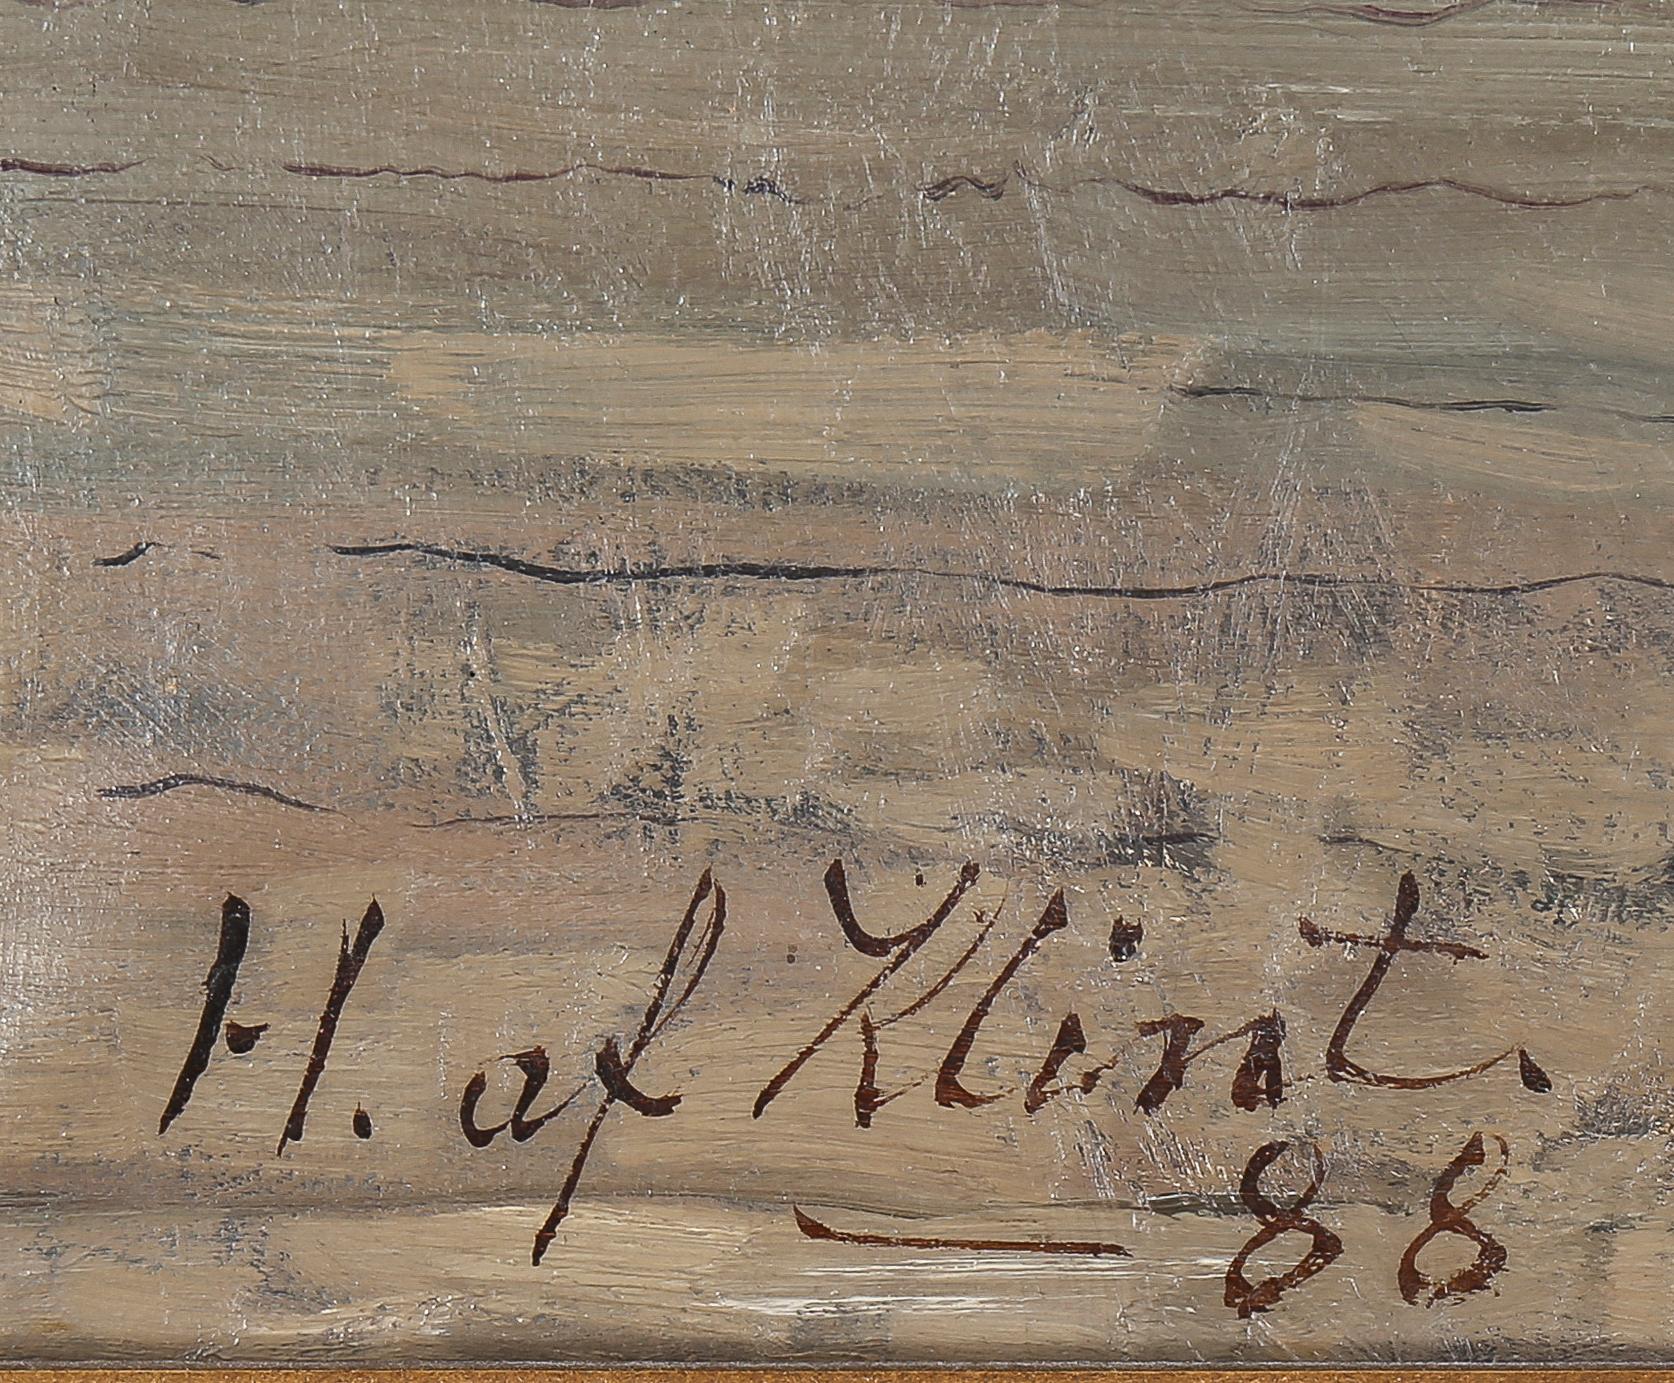 H. af Klint.
— 88